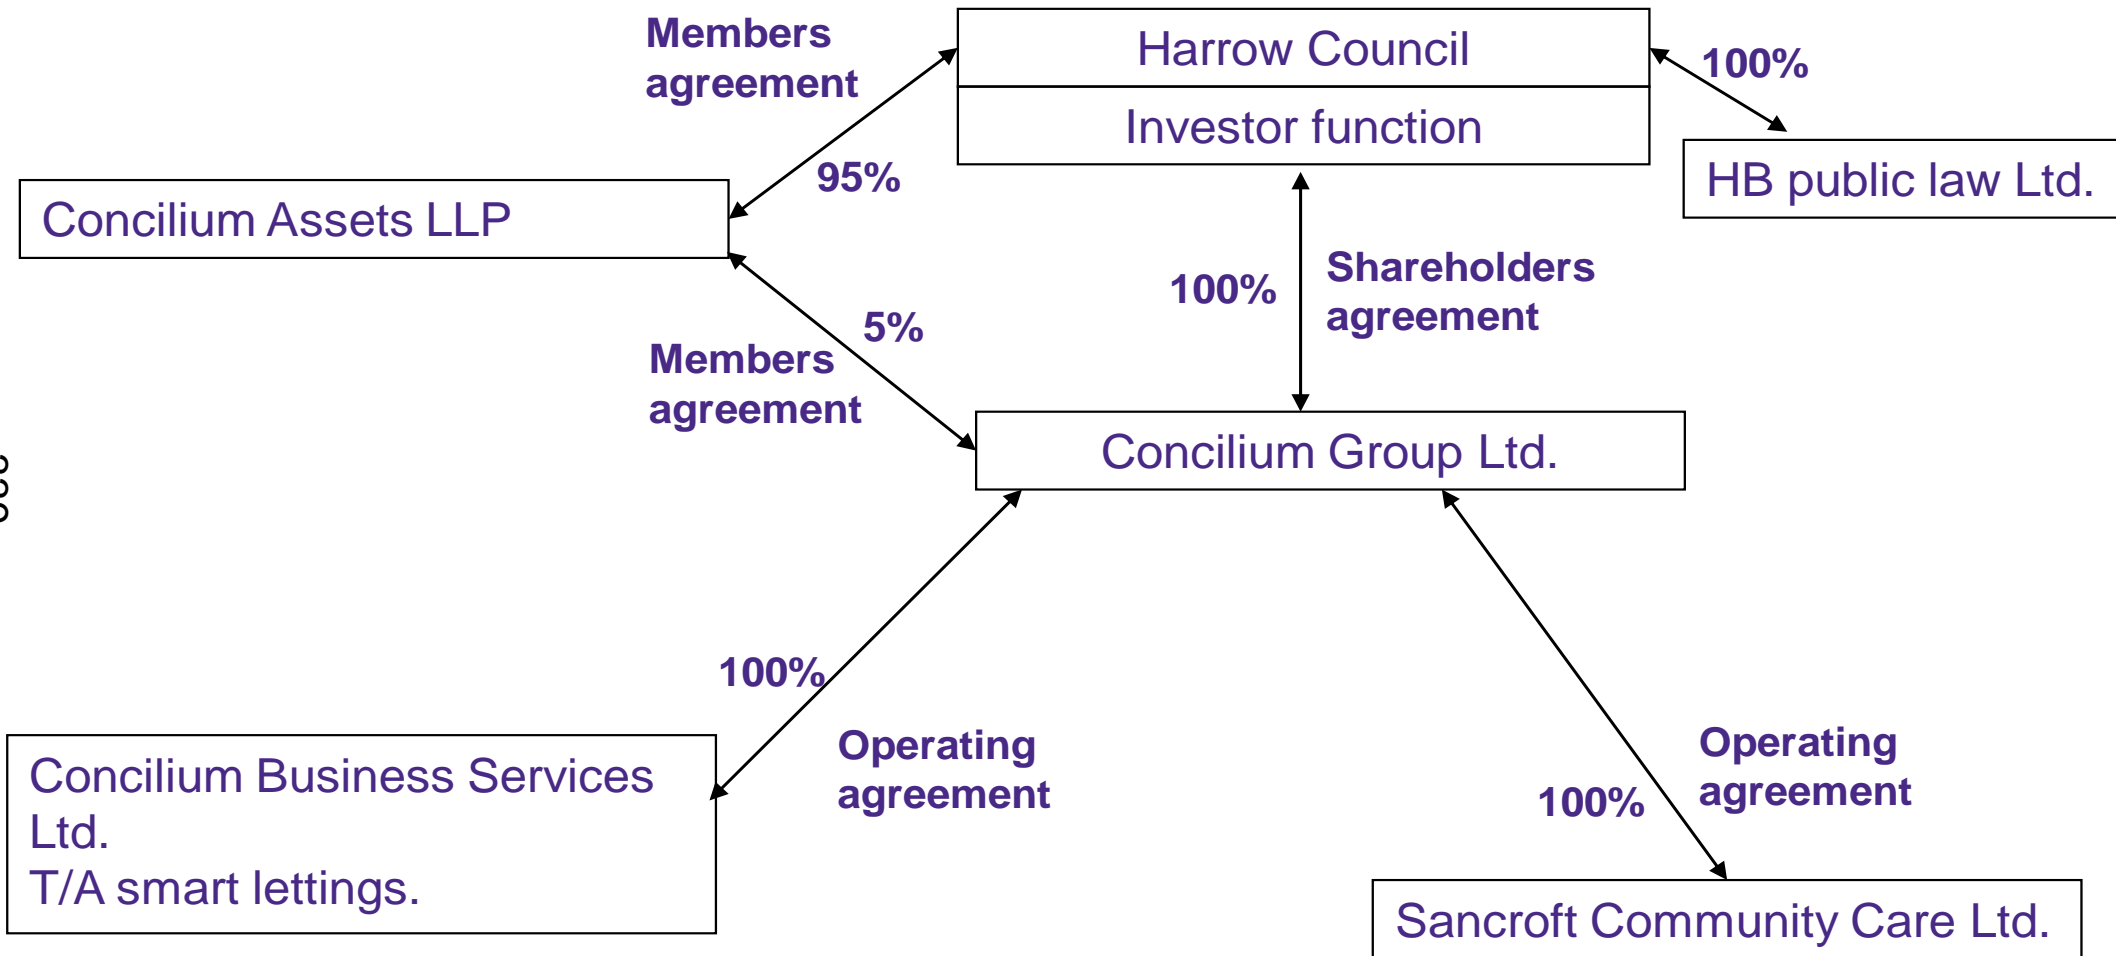 Members
agreement
Harrow Council
100%
Investor function
95%
HB public law Ltd.
Concilium Assets LLP
Shareholders
agreement
100%
5%
Members
agreement
Concilium Group Ltd.
100%
Operating
agreement
Operating
agreement
100%
Concilium Business Services
Ltd.
T/A smart lettings.
Sancroft Community Care Ltd.